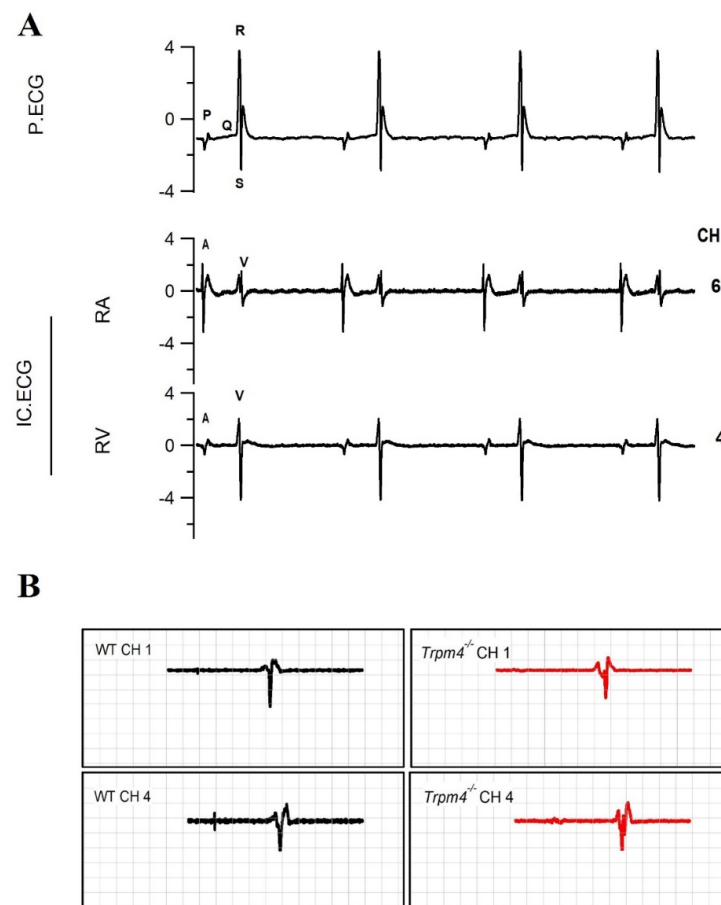 A
P.ECG
4
0
-4
P
Q
R
S
IC.ECG
RA
4
0
-4
A
V
CH
6
RV
4
0
-4
A
V
4
B
WT CH 1
Trpm4-/- CH 1
WT CH 4
Trpm4-/- CH 4